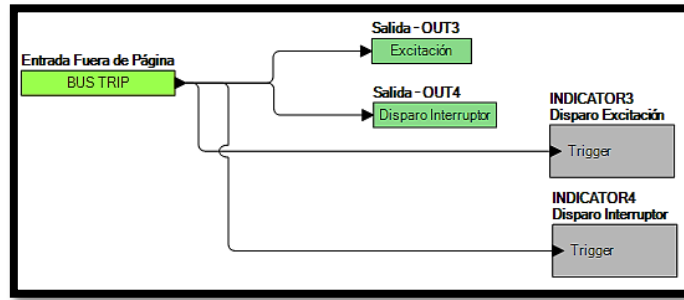 Salida - OUT3
Excitación
Entrada Fuera de Página
BUS TRIP
Salida - OUT4
Disparo Interruptor
INDICATOR3
Disparo Excitación
Trigger
INDICATOR4
Disparo Interruptor
Trigger